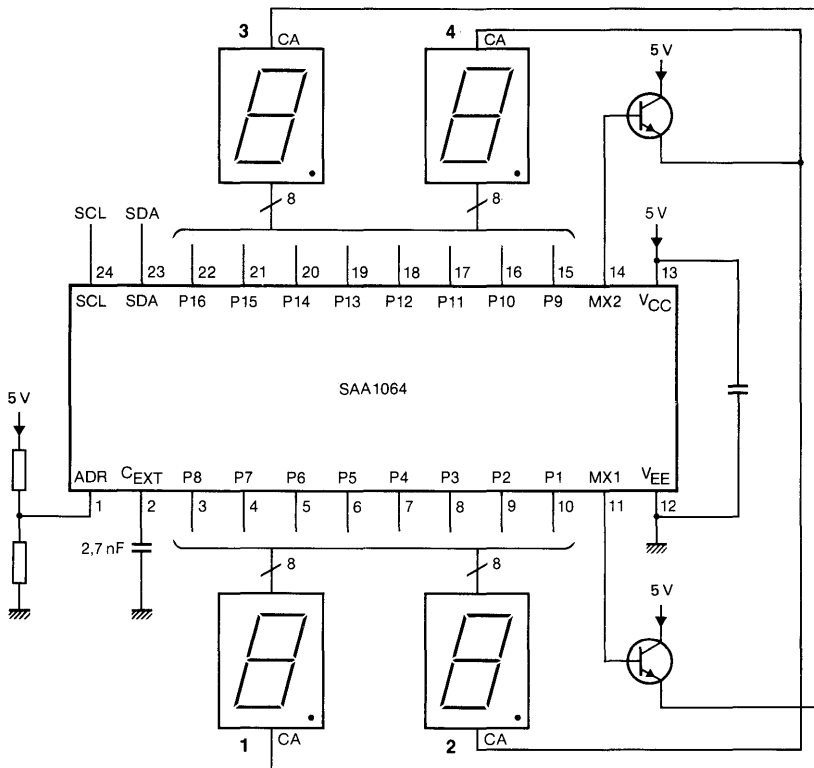 3 CA 4 CA
5 V
8 8
SCL SDA 5 V
24 23 22 21 20 19 18 17 16 15 14 13
SCL SDA P16 P15 P14 P13 P12 P11 P10 P9 MX2 VCC
SAA1064
5 V
ADR CEXT P8 P7 P6 P5 P4 P3 P2 P1 MX1 VEE
1 2 3 4 5 6 7 8 9 10 11 12
2,7 nF
8 8
5 V
1 CA 2 CA